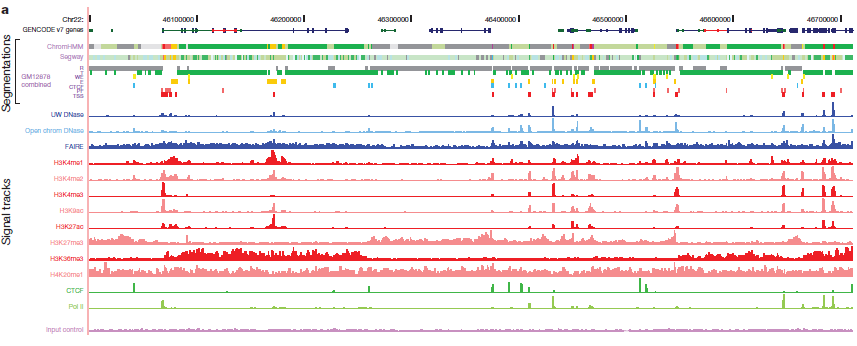 a
Chr22: 46100000 46200000 46300000 46400000 46500000 46600000 46700000
GENCODE v7 genes
Segmentations
ChromHMM
Segway
GM12878
combined
R
T
WE
E
CTCF
PF
TSS
Signal tracks
UW DNase
Open chrom DNase
FAIRE
H3K4me1
H3K4me2
H3K4me3
H3K9ac
H3K27ac
H3K27me3
H3K36me3
H4K20me1
CTCF
Pol II
Input control